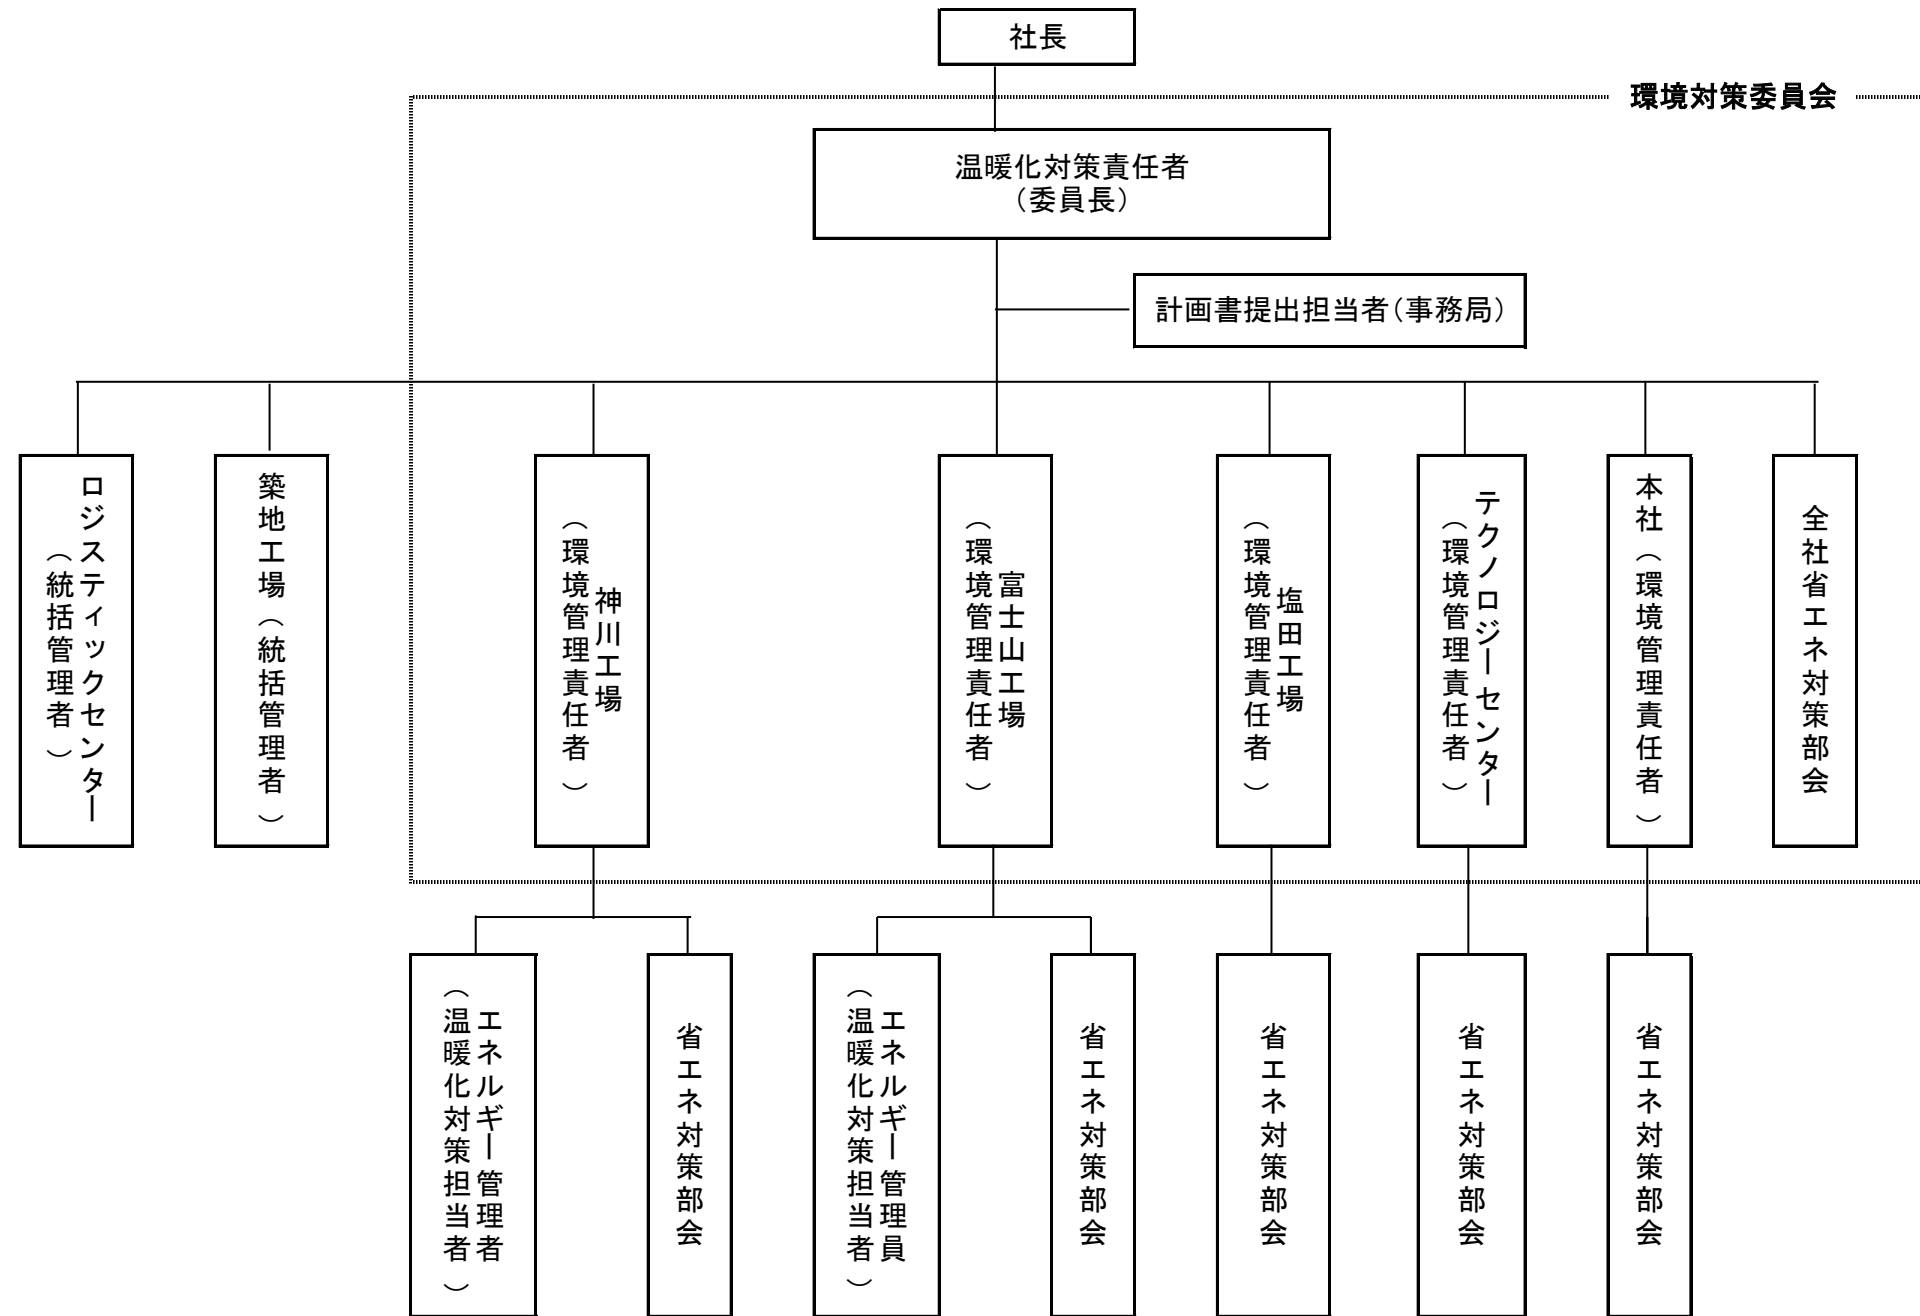 社長
環境対策委員会
温暖化対策責任者
（委員長）
計画書提出担当者（事務局）
ロジスティックセンター
（統括管理者）
築地工場（統括管理者）
神川工場
（環境管理責任者）
富士山工場
（環境管理責任者）
塩田工場
（環境管理責任者）
テクノロジーセンター
（環境管理責任者）
本社（環境管理責任者）
全社省エネ対策部会
エネルギー管理者
（温暖化対策担当者）
省エネ対策部会
エネルギー管理員
（温暖化対策担当者）
省エネ対策部会
省エネ対策部会
省エネ対策部会
省エネ対策部会